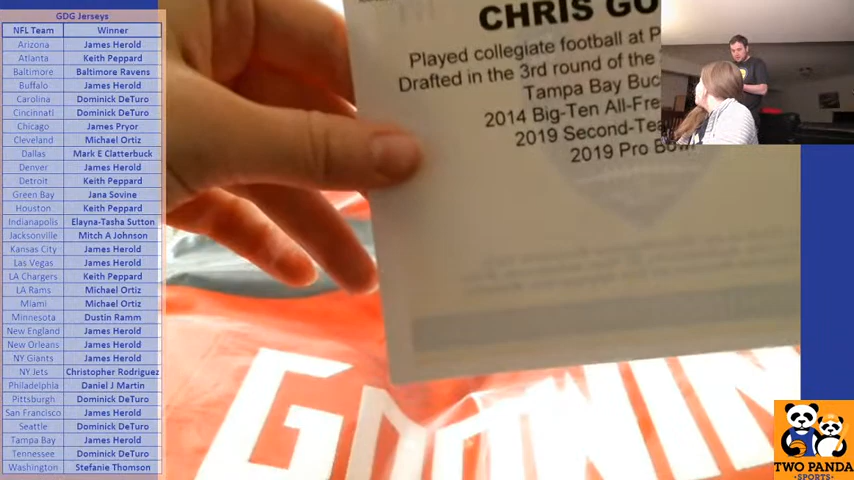 GDG Jerseys
NFL Team Winner
Arizona James Herold
Atlanta Keith Peppard
Baltimore Baltimore Ravens
Buffalo James Herold
Carolina Dominick DeTuro
Cincinnati Dominick DeTuro
Chicago James Pryor
Cleveland Michael Ortiz
Dallas Mark E Clatterbuck
Denver James Herold
Detroit Keith Peppard
Green Bay Jana Sovine
Houston Keith Peppard
Indianapolis Elayna-Tasha Sutton
Jacksonville Mitch A Johnson
Kansas City James Herold
Las Vegas James Herold
LA Chargers Keith Peppard
LA Rams Michael Ortiz
Miami Michael Ortiz
Minnesota Dustin Ramm
New England James Herold
New Orleans James Herold
NY Giants James Herold
NY Jets Christopher Rodriguez
Philadelphia Daniel J Martin
Pittsburgh Dominick DeTuro
San Francisco James Herold
Seattle Dominick DeTuro
Tampa Bay James Herold
Tennessee Dominick DeTuro
Washington Stefanie Thomson
CHRIS GO
Played collegiate football at P
Drafted in the 3rd round of the
Tampa Bay Buc
2014 Big-Ten All-Fre
2019 Second-Tea
2019 Pro Bowl
GODWIN
TWO PANDA
SPORTS